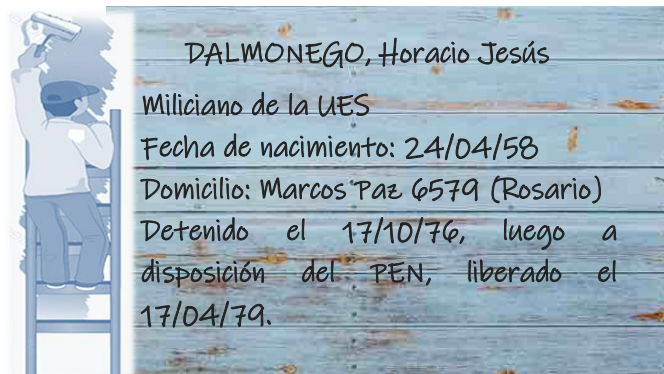 DALMONEGO, Horacio Jesús
Miliciano de la UES
Fecha de nacimiento: 24/04/58
Domicilio: Marcos Paz 6579 (Rosario)
Detenido el 17/10/76, luego a
disposición del PEN, liberado el
17/04/79.